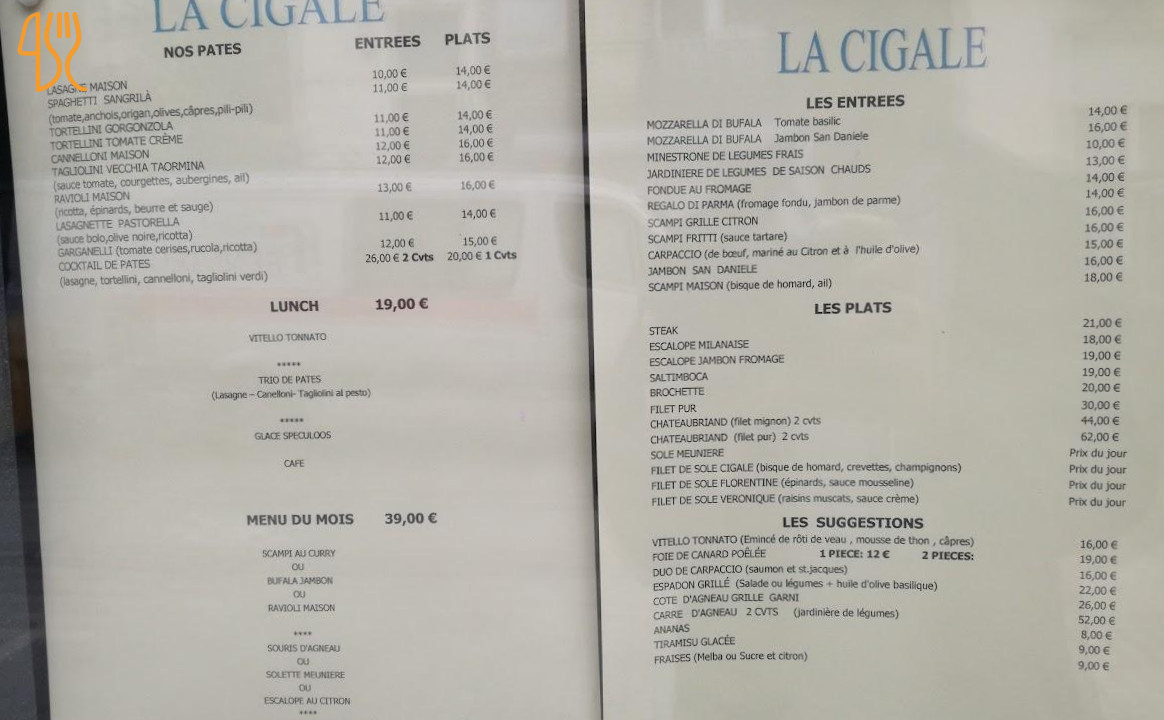 LA CIGALE
NOS PATES ENTREES PLATS
LASAGNE MAISON 10,00 € 14,00 €
SPAGHETTI SANGRILÀ 11,00 € 14,00 €
(tomate,anchois,origan,olives,câpres,pili-pili)
TORTELLINI GORGONZOLA 11,00 € 14,00 €
TORTELLINI TOMATE CRÈME 11,00 € 14,00 €
CANNELLONI MAISON 12,00 € 16,00 €
TAGLIOLINI VECCHIA TAORMINA 12,00 € 16,00 €
(sauce tomate, courgettes, aubergines, ail)
RAVIOLI MAISON 13,00 € 16,00 €
(ricotta, épinards, beurre et sauge)
LASAGNETTE PASTORELLA 11,00 € 14,00 €
(sauce bolo,olive noire,ricotta)
GARGANELLI (tomate cerises,rucola,ricotta) 12,00 € 15,00 €
COCKTAIL DE PATES 26,00 € 2 Cvts 20,00 € 1 Cvts
(lasagne, tortellini, cannelloni, tagliolini verdi)
LUNCH 19,00 €
VITELLO TONNATO
*****
TRIO DE PATES
(Lasagne – Canelloni- Tagliolini al pesto)
*****
GLACE SPECULOOS
CAFE
MENU DU MOIS 39,00 €
SCAMPI AU CURRY
OU
BUFALA JAMBON
OU
RAVIOLI MAISON
****
SOURIS D'AGNEAU
OU
SOLETTE MEUNIERE
OU
ESCALOPE AU CITRON
****
LA CIGALE
LES ENTREES
MOZZARELLA DI BUFALA Tomate basilic 14,00 €
MOZZARELLA DI BUFALA Jambon San Daniele 16,00 €
MINESTRONE DE LEGUMES FRAIS 10,00 €
JARDINIERE DE LEGUMES DE SAISON CHAUDS 13,00 €
FONDUE AU FROMAGE 14,00 €
REGALO DI PARMA (fromage fondu, jambon de parme) 14,00 €
SCAMPI GRILLE CITRON 16,00 €
SCAMPI FRITTI (sauce tartare) 16,00 €
CARPACCIO (de bœuf, mariné au Citron et à l'huile d'olive) 15,00 €
JAMBON SAN DANIELE 16,00 €
SCAMPI MAISON (bisque de homard, ail) 18,00 €
LES PLATS
STEAK 21,00 €
ESCALOPE MILANAISE 18,00 €
ESCALOPE JAMBON FROMAGE 19,00 €
SALTIMBOCA 19,00 €
BROCHETTE 20,00 €
FILET PUR 30,00 €
CHATEAUBRIAND (filet mignon) 2 cvts 44,00 €
CHATEAUBRIAND (filet pur) 2 cvts 62,00 €
SOLE MEUNIERE Prix du jour
FILET DE SOLE CIGALE (bisque de homard, crevettes, champignons) Prix du jour
FILET DE SOLE FLORENTINE (épinards, sauce mousseline) Prix du jour
FILET DE SOLE VERONIQUE (raisins muscats, sauce crème) Prix du jour
LES SUGGESTIONS
VITELLO TONNATO (Emincé de rôti de veau , mousse de thon , câpres) 16,00 €
FOIE DE CANARD POÊLÉE 1 PIECE: 12 € 2 PIECES: 19,00 €
DUO DE CARPACCIO (saumon et st.jacques) 16,00 €
ESPADON GRILLÉ (Salade ou légumes + huile d'olive basilique) 22,00 €
COTE D'AGNEAU GRILLE GARNI 26,00 €
CARRE D'AGNEAU 2 CVTS (jardinière de légumes) 52,00 €
ANANAS 8,00 €
TIRAMISU GLACÉE 9,00 €
FRAISES (Melba ou Sucre et citron) 9,00 €